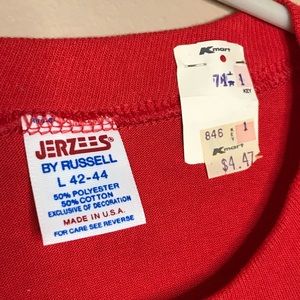 JERZEES
BY RUSSELL
L 42-44
50% POLYESTER
50% COTTON
EXCLUSIVE OF DECORATION
MADE IN U.S.A.
FOR CARE SEE REVERSE
Kmart
1
KEY
846 1
Kmart
$4.47